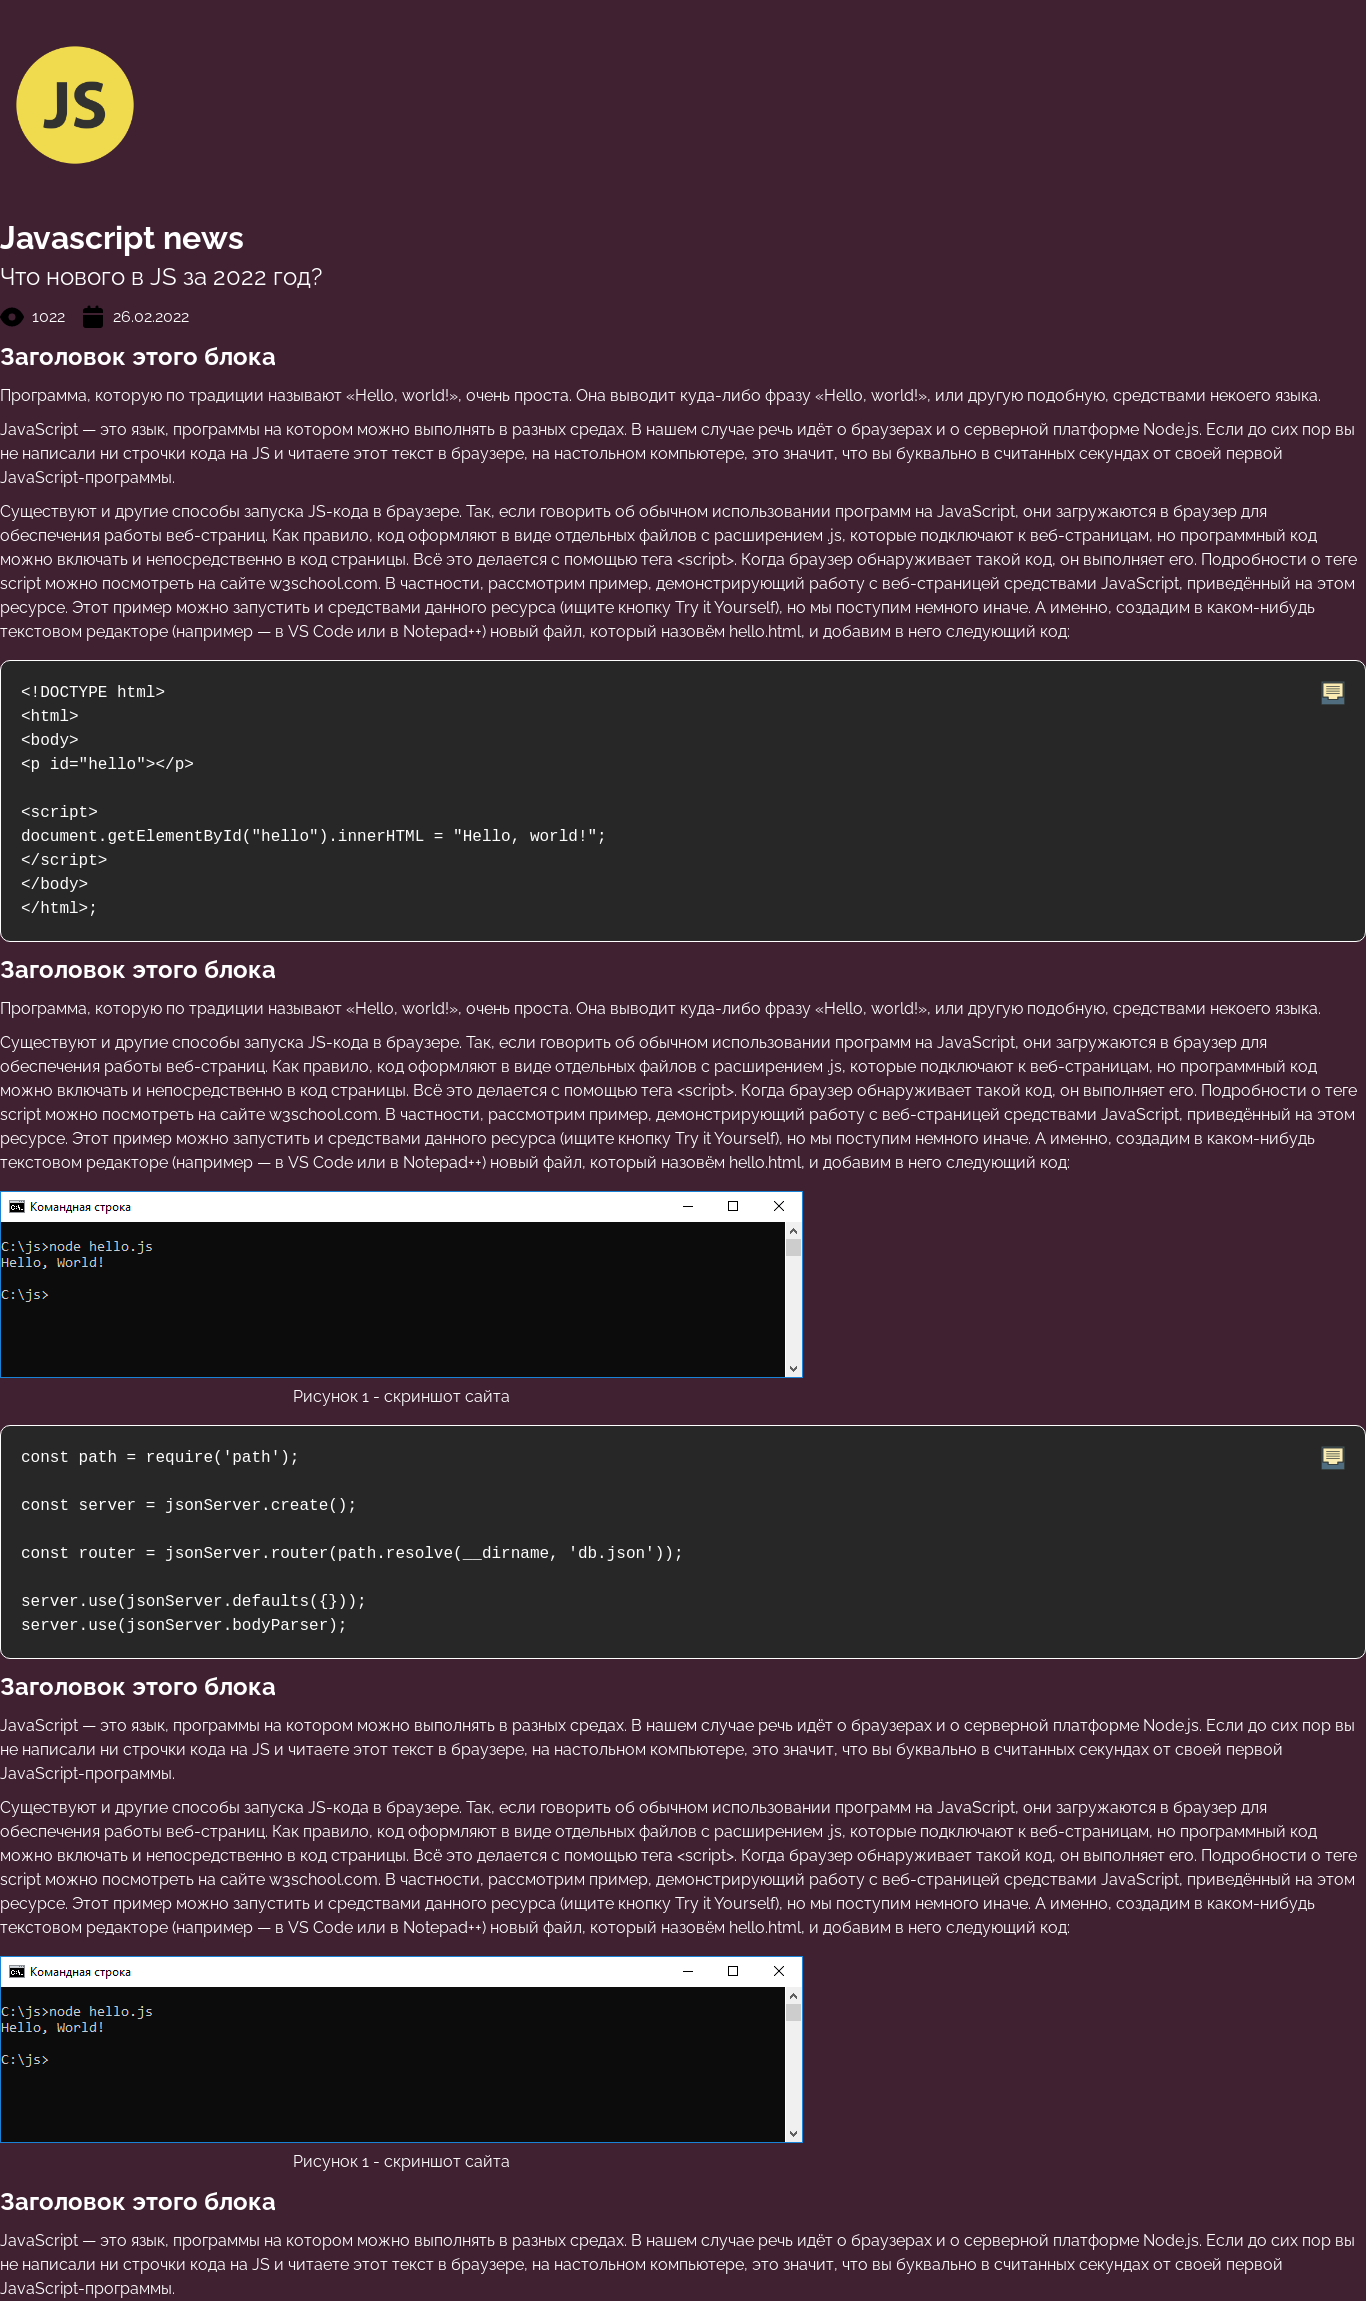 JS
Javascript news
Что нового в JS за 2022 год?
1022 26.02.2022
Заголовок этого блока
Программа, которую по традиции называют «Hello, world!», очень проста. Она выводит куда-либо фразу «Hello, world!», или другую подобную, средствами некоего языка.
JavaScript — это язык, программы на котором можно выполнять в разных средах. В нашем случае речь идёт о браузерах и о серверной платформе Node.js. Если до сих пор вы
не написали ни строчки кода на JS и читаете этот текст в браузере, на настольном компьютере, это значит, что вы буквально в считанных секундах от своей первой
JavaScript-программы.
Существуют и другие способы запуска JS-кода в браузере. Так, если говорить об обычном использовании программ на JavaScript, они загружаются в браузер для
обеспечения работы веб-страниц. Как правило, код оформляют в виде отдельных файлов с расширением .js, которые подключают к веб-страницам, но программный код
можно включать и непосредственно в код страницы. Всё это делается с помощью тега <script>. Когда браузер обнаруживает такой код, он выполняет его. Подробности о теге
script можно посмотреть на сайте w3school.com. В частности, рассмотрим пример, демонстрирующий работу с веб-страницей средствами JavaScript, приведённый на этом
ресурсе. Этот пример можно запустить и средствами данного ресурса (ищите кнопку Try it Yourself), но мы поступим немного иначе. А именно, создадим в каком-нибудь
текстовом редакторе (например — в VS Code или в Notepad++) новый файл, который назовём hello.html, и добавим в него следующий код:
<!DOCTYPE html>
<html>
<body>
<p id="hello"></p>
<script>
document.getElementById("hello").innerHTML = "Hello, world!";
</script>
</body>
</html>;
Заголовок этого блока
Программа, которую по традиции называют «Hello, world!», очень проста. Она выводит куда-либо фразу «Hello, world!», или другую подобную, средствами некоего языка.
Существуют и другие способы запуска JS-кода в браузере. Так, если говорить об обычном использовании программ на JavaScript, они загружаются в браузер для
обеспечения работы веб-страниц. Как правило, код оформляют в виде отдельных файлов с расширением .js, которые подключают к веб-страницам, но программный код
можно включать и непосредственно в код страницы. Всё это делается с помощью тега <script>. Когда браузер обнаруживает такой код, он выполняет его. Подробности о теге
script можно посмотреть на сайте w3school.com. В частности, рассмотрим пример, демонстрирующий работу с веб-страницей средствами JavaScript, приведённый на этом
ресурсе. Этот пример можно запустить и средствами данного ресурса (ищите кнопку Try it Yourself), но мы поступим немного иначе. А именно, создадим в каком-нибудь
текстовом редакторе (например — в VS Code или в Notepad++) новый файл, который назовём hello.html, и добавим в него следующий код:
Командная строка
C:\js>node hello.js
Hello, World!
C:\js>
Рисунок 1 - скриншот сайта
const path = require('path');
const server = jsonServer.create();
const router = jsonServer.router(path.resolve(__dirname, 'db.json'));
server.use(jsonServer.defaults({}));
server.use(jsonServer.bodyParser);
Заголовок этого блока
JavaScript — это язык, программы на котором можно выполнять в разных средах. В нашем случае речь идёт о браузерах и о серверной платформе Node.js. Если до сих пор вы
не написали ни строчки кода на JS и читаете этот текст в браузере, на настольном компьютере, это значит, что вы буквально в считанных секундах от своей первой
JavaScript-программы.
Существуют и другие способы запуска JS-кода в браузере. Так, если говорить об обычном использовании программ на JavaScript, они загружаются в браузер для
обеспечения работы веб-страниц. Как правило, код оформляют в виде отдельных файлов с расширением .js, которые подключают к веб-страницам, но программный код
можно включать и непосредственно в код страницы. Всё это делается с помощью тега <script>. Когда браузер обнаруживает такой код, он выполняет его. Подробности о теге
script можно посмотреть на сайте w3school.com. В частности, рассмотрим пример, демонстрирующий работу с веб-страницей средствами JavaScript, приведённый на этом
ресурсе. Этот пример можно запустить и средствами данного ресурса (ищите кнопку Try it Yourself), но мы поступим немного иначе. А именно, создадим в каком-нибудь
текстовом редакторе (например — в VS Code или в Notepad++) новый файл, который назовём hello.html, и добавим в него следующий код:
Командная строка
C:\js>node hello.js
Hello, World!
C:\js>
Рисунок 1 - скриншот сайта
Заголовок этого блока
JavaScript — это язык, программы на котором можно выполнять в разных средах. В нашем случае речь идёт о браузерах и о серверной платформе Node.js. Если до сих пор вы
не написали ни строчки кода на JS и читаете этот текст в браузере, на настольном компьютере, это значит, что вы буквально в считанных секундах от своей первой
JavaScript-программы.